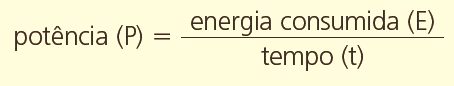 potência (P) = energia consumida (E)
tempo (t)